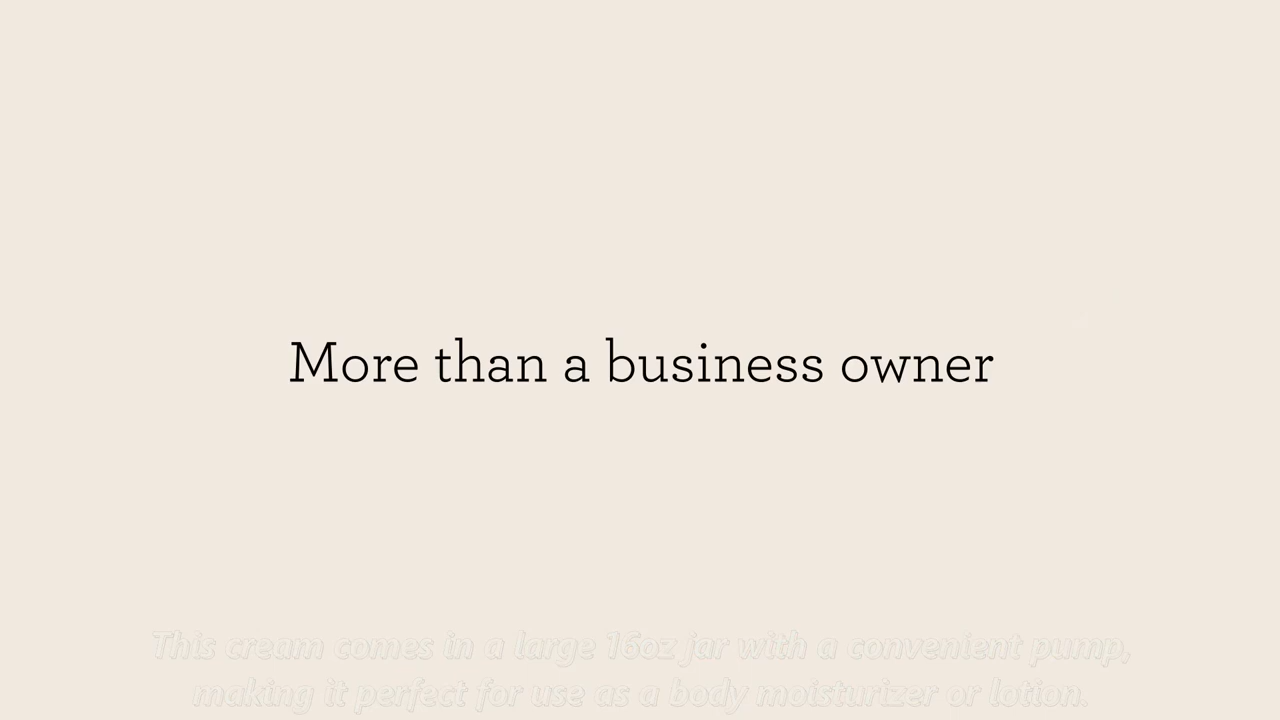 More than a business owner
This cream comes in a large 16oz jar with a convenient pump,
making it perfect for use as a body moisturizer or lotion.